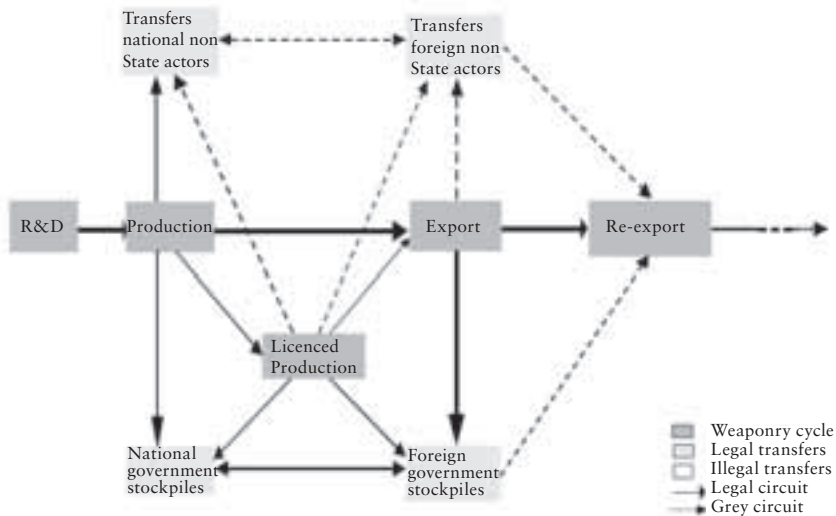 Transfers
national non
State actors
Transfers
foreign non
State actors
R&D
Production
Export
Re-export
Licenced
Production
National
government
stockpiles
Foreign
government
stockpiles
Weaponry cycle
Legal transfers
Illegal transfers
Legal circuit
Grey circuit